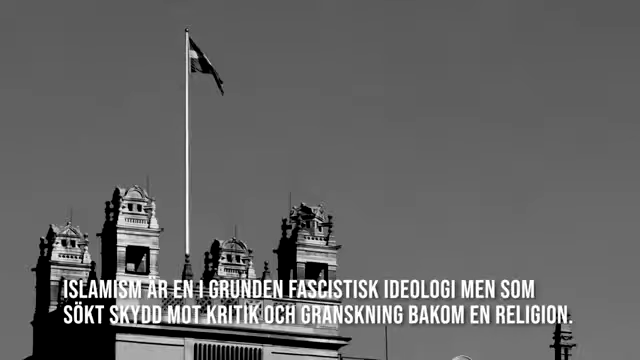 ISLAMISM ÄR EN I GRUNDEN FASCISTISK IDEOLOGI MEN SOM
SÖKT SKYDD MOT KRITIK OCH GRANSKNING BAKOM EN RELIGION.